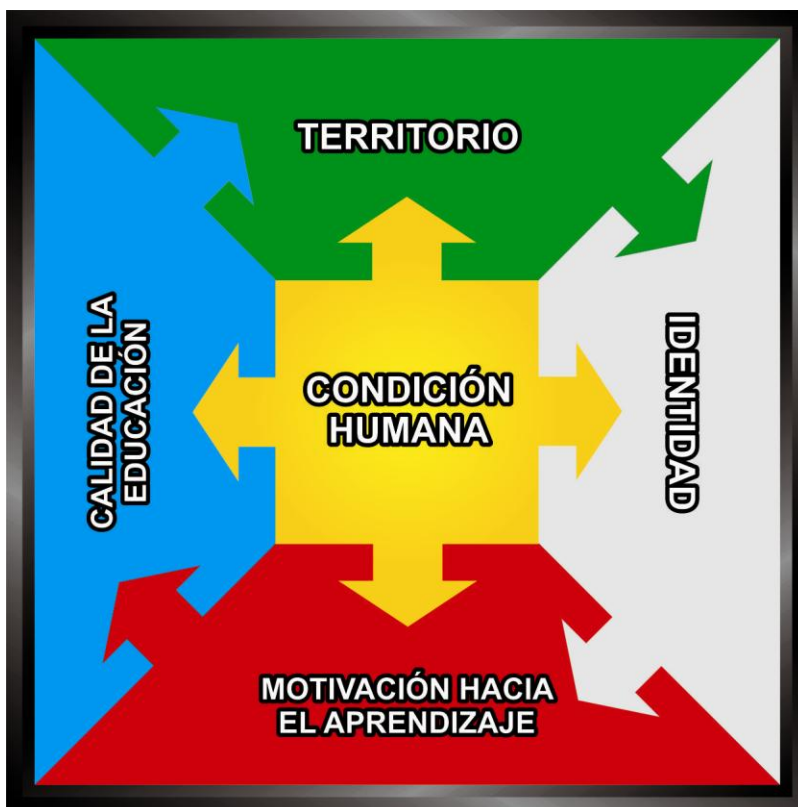 TERRITORIO
CALIDAD DE LA
EDUCACIÓN
CONDICIÓN
HUMANA
IDENTIDAD
MOTIVACIÓN HACIA
EL APRENDIZAJE